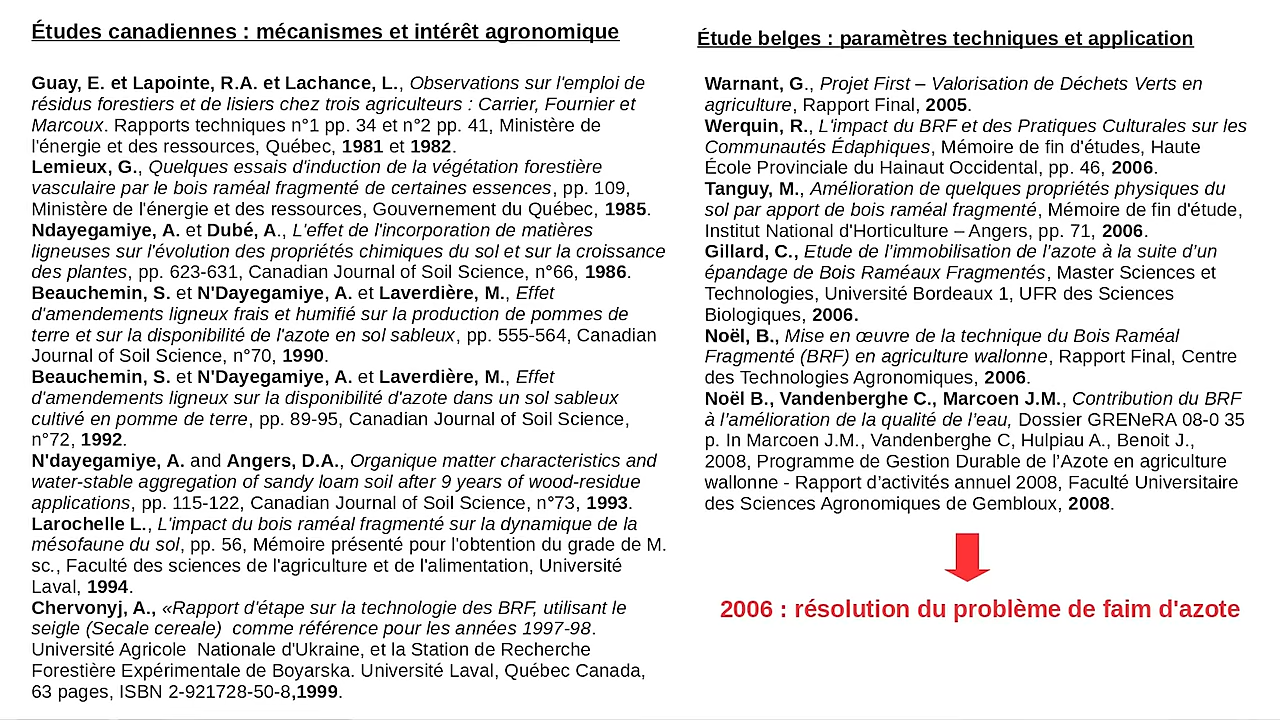 Études canadiennes : mécanismes et intérêt agronomique
Guay, E. et Lapointe, R.A. et Lachance, L., Observations sur l'emploi de
résidus forestiers et de lisiers chez trois agriculteurs : Carrier, Fournier et
Marcoux. Rapports techniques n°1 pp. 34 et n°2 pp. 41, Ministère de
l'énergie et des ressources, Québec, 1981 et 1982.
Lemieux, G., Quelques essais d'induction de la végétation forestière
vasculaire par le bois raméal fragmenté de certaines essences, pp. 109,
Ministère de l'énergie et des ressources, Gouvernement du Québec, 1985.
Ndayegamiye, A. et Dubé, A., L'effet de l'incorporation de matières
ligneuses sur l'évolution des propriétés chimiques du sol et sur la croissance
des plantes, pp. 623-631, Canadian Journal of Soil Science, n°66, 1986.
Beauchemin, S. et N'Dayegamiye, A. et Laverdière, M., Effet
d'amendements ligneux frais et humifié sur la production de pommes de
terre et sur la disponibilité de l'azote en sol sableux, pp. 555-564, Canadian
Journal of Soil Science, n°70, 1990.
Beauchemin, S. et N'Dayegamiye, A. et Laverdière, M., Effet
d'amendements ligneux sur la disponibilité d'azote dans un sol sableux
cultivé en pomme de terre, pp. 89-95, Canadian Journal of Soil Science,
n°72, 1992.
N'dayegamiye, A. and Angers, D.A., Organique matter characteristics and
water-stable aggregation of sandy loam soil after 9 years of wood-residue
applications, pp. 115-122, Canadian Journal of Soil Science, n°73, 1993.
Larochelle L., L'impact du bois raméal fragmenté sur la dynamique de la
mésofaune du sol, pp. 56, Mémoire présenté pour l'obtention du grade de M.
sc., Faculté des sciences de l'agriculture et de l'alimentation, Université
Laval, 1994.
Chervonyj, A., «Rapport d'étape sur la technologie des BRF, utilisant le
seigle (Secale cereale) comme référence pour les années 1997-98.
Université Agricole Nationale d'Ukraine, et la Station de Recherche
Forestière Expérimentale de Boyarska. Université Laval, Québec Canada,
63 pages, ISBN 2-921728-50-8,1999.
Étude belges : paramètres techniques et application
Warnant, G., Projet First – Valorisation de Déchets Verts en
agriculture, Rapport Final, 2005.
Werquin, R., L'impact du BRF et des Pratiques Culturales sur les
Communautés Édaphiques, Mémoire de fin d'études, Haute
École Provinciale du Hainaut Occidental, pp. 46, 2006.
Tanguy, M., Amélioration de quelques propriétés physiques du
sol par apport de bois raméal fragmenté, Mémoire de fin d'étude,
Institut National d'Horticulture – Angers, pp. 71, 2006.
Gillard, C., Etude de l’immobilisation de l’azote à la suite d’un
épandage de Bois Raméaux Fragmentés, Master Sciences et
Technologies, Université Bordeaux 1, UFR des Sciences
Biologiques, 2006.
Noël, B., Mise en œuvre de la technique du Bois Raméal
Fragmenté (BRF) en agriculture wallonne, Rapport Final, Centre
des Technologies Agronomiques, 2006.
Noël B., Vandenberghe C., Marcoen J.M., Contribution du BRF
à l’amélioration de la qualité de l’eau, Dossier GRENeRA 08-0 35
p. In Marcoen J.M., Vandenberghe C, Hulpiau A., Benoit J.,
2008, Programme de Gestion Durable de l’Azote en agriculture
wallonne - Rapport d’activités annuel 2008, Faculté Universitaire
des Sciences Agronomiques de Gembloux, 2008.
2006 : résolution du problème de faim d'azote